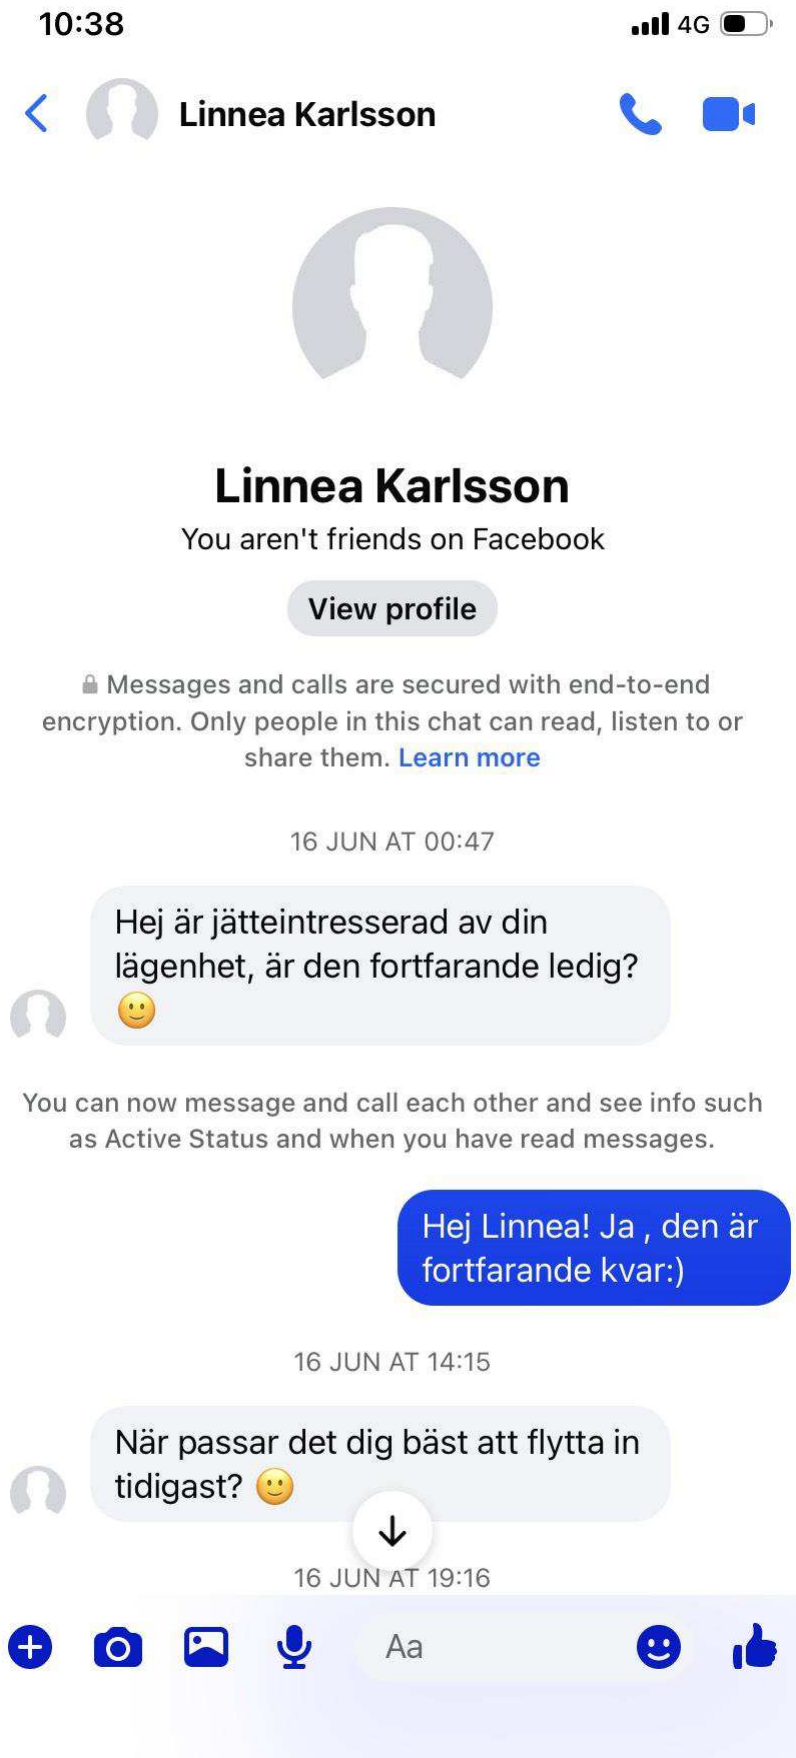 10:38
4G
Linnea Karlsson
Linnea Karlsson
You aren't friends on Facebook
View profile
Messages and calls are secured with end-to-end
encryption. Only people in this chat can read, listen to or
share them. Learn more
16 JUN AT 00:47
Hej är jätteintresserad av din
lägenhet, är den fortfarande ledig?
🙂
You can now message and call each other and see info such
as Active Status and when you have read messages.
Hej Linnea! Ja , den är
fortfarande kvar:)
16 JUN AT 14:15
När passar det dig bäst att flytta in
tidigast? 🙂
16 JUN AT 19:16
Aa